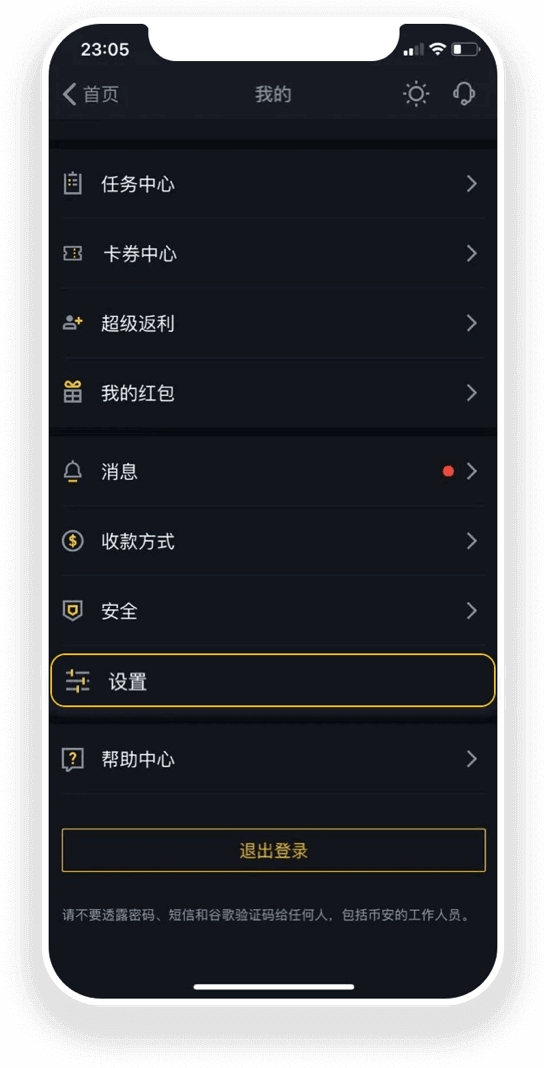 23:05
首页
我的
任务中心
卡券中心
超级返利
我的红包
消息
收款方式
安全
设置
帮助中心
退出登录
请不要透露密码、短信和谷歌验证码给任何人，包括币安的工作人员。